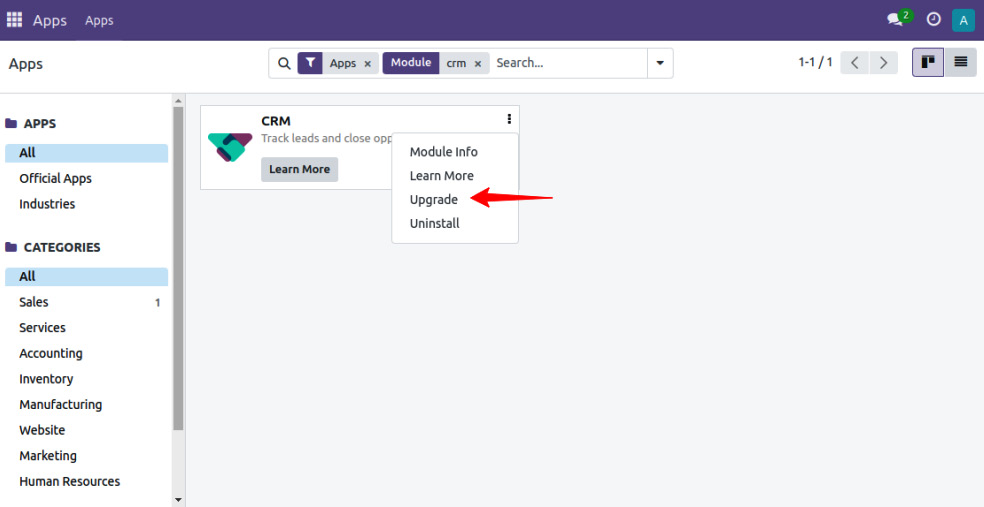 Apps Apps 2 A
Apps Apps × Module crm × Search... 1-1 / 1
APPS
All
Official Apps
Industries
CATEGORIES
All
Sales 1
Services
Accounting
Inventory
Manufacturing
Website
Marketing
Human Resources
CRM
Track leads and close opp
Learn More
Module Info
Learn More
Upgrade
Uninstall